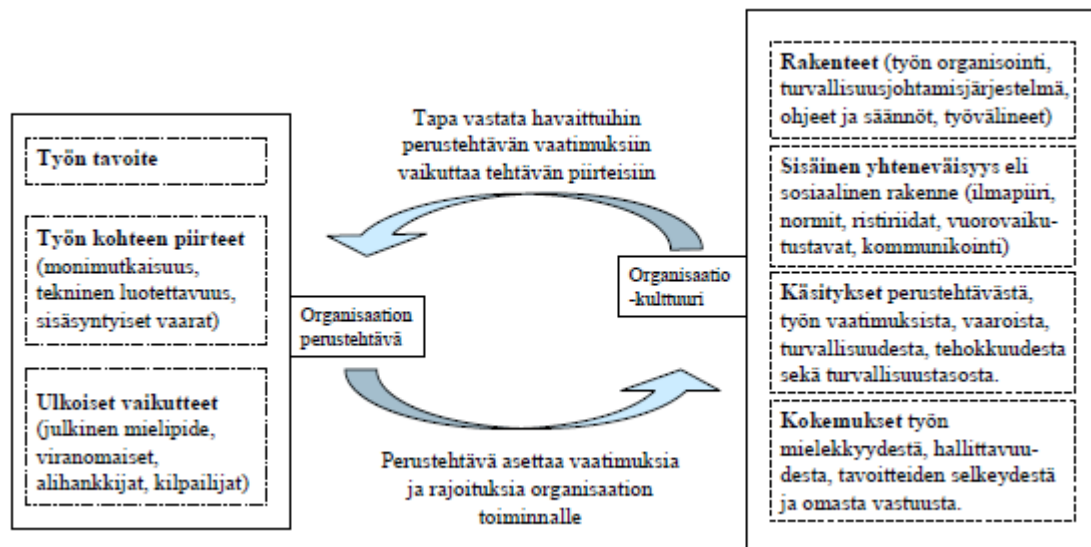 Työn tavoite
Työn kohteen piirteet
(monimutkaisuus,
tekninen luotettavuus,
sisäsyntyiset vaarat)
Ulkoiset vaikutteet
(julkinen mielipide,
viranomaiset,
alihankkijat, kilpailijat)
Organisaation
perustehtävä
Tapa vastata havaittuihin
perustehtävän vaatimuksiin
vaikuttaa tehtävän piirteisiin
Perustehtävä asettaa vaatimuksia
ja rajoituksia organisaation
toiminnalle
Organisaatio
-kulttuuri
Rakenteet (työn organisointi,
turvallisuusjohtamisjärjestelmä,
ohjeet ja säännöt, työvälineet)
Sisäinen yhteneväisyys eli
sosiaalinen rakenne (ilmapiiri,
normit, ristiriidat, vuorovaiku-
tustavat, kommunikointi)
Käsitykset perustehtävästä,
työn vaatimuksista, vaaroista,
turvallisuudesta, tehokkuudesta
sekä turvallisuustasosta.
Kokemukset työn
mielekkyydestä, hallittavuu-
desta, tavoitteiden selkeydestä
ja omasta vastuusta.